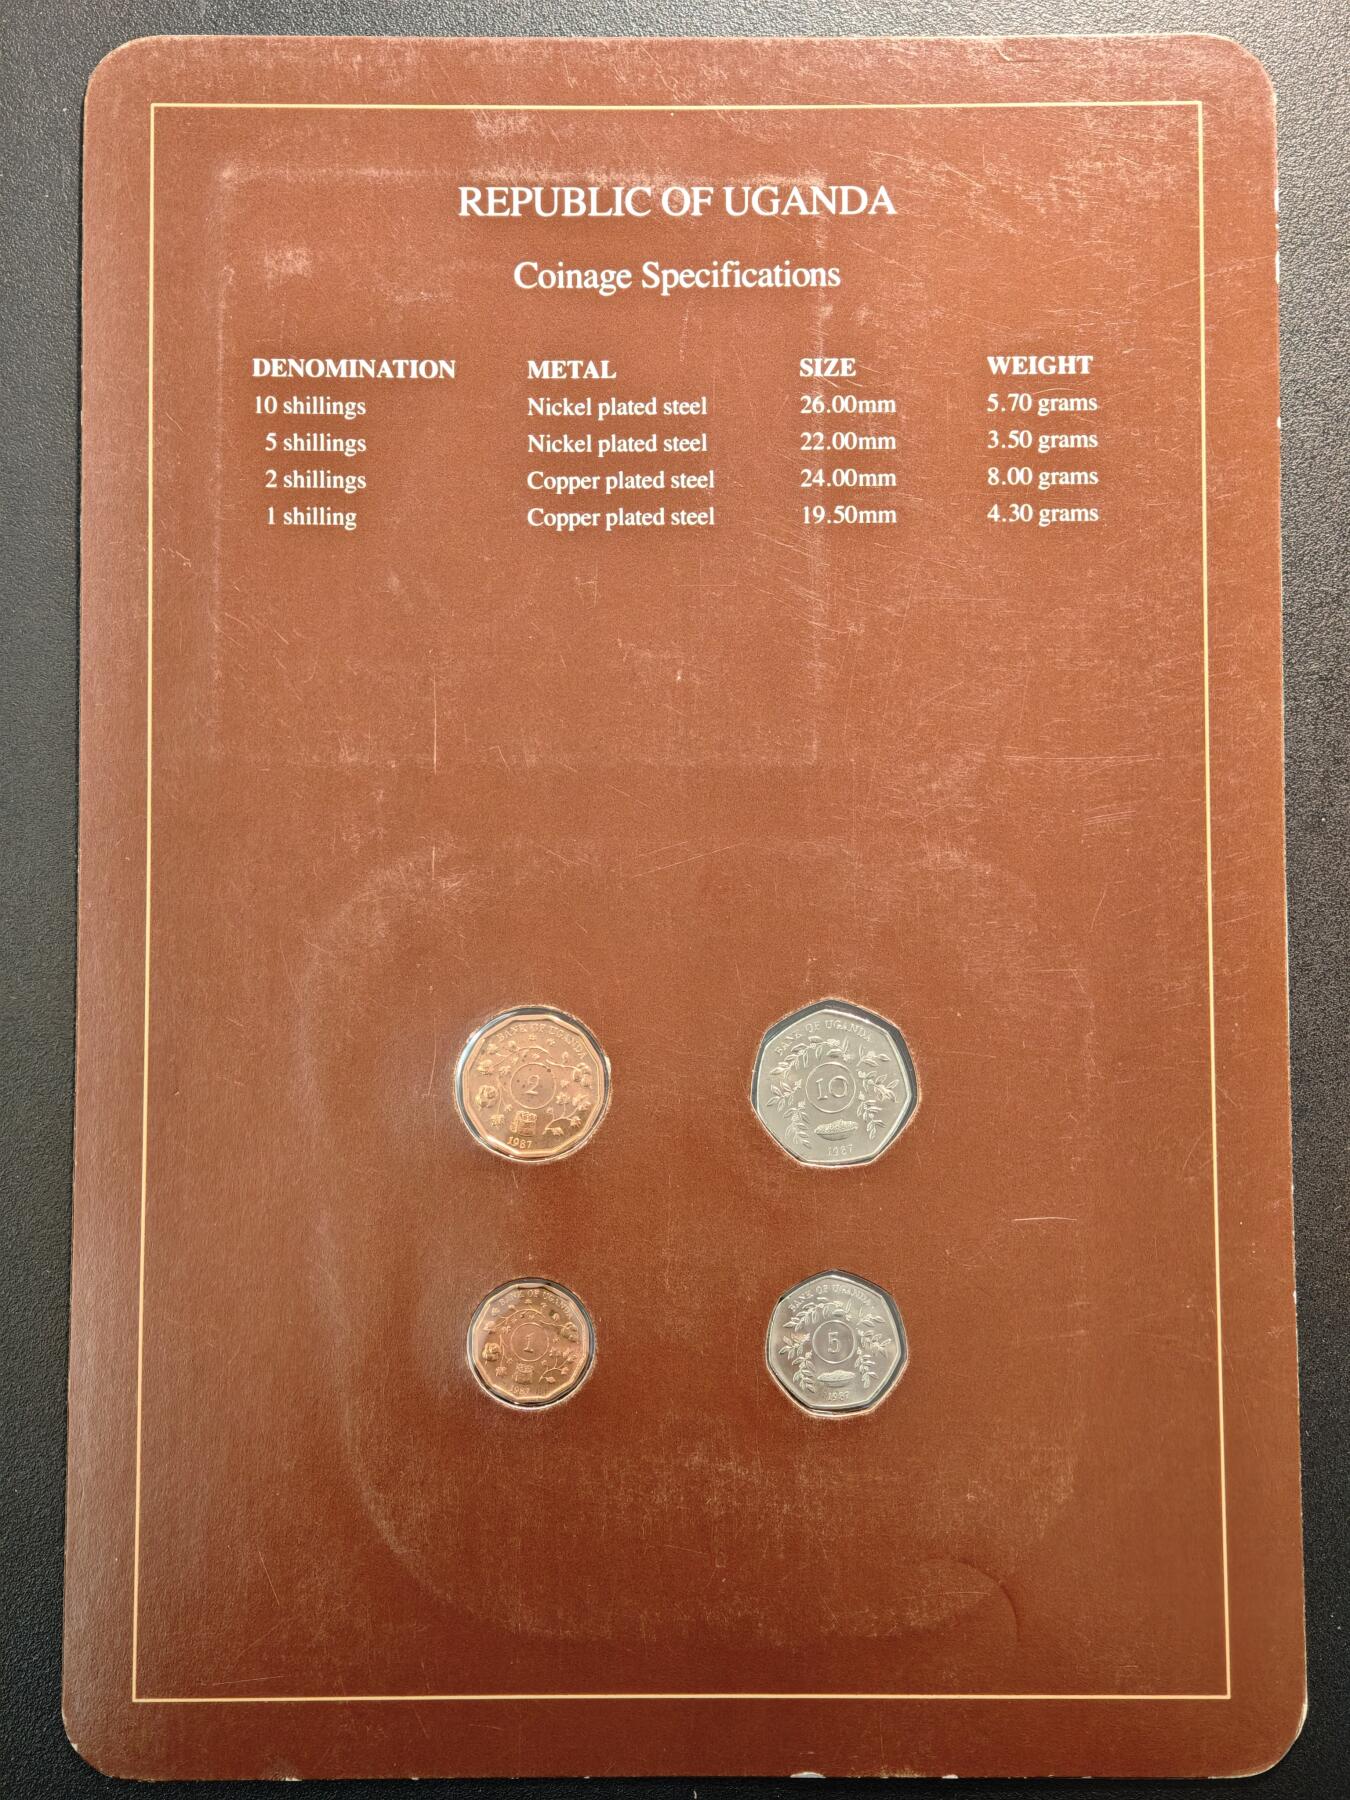 REPUBLIC OF UGANDA
Coinage Specifications
DENOMINATION METAL SIZE WEIGHT
10 shillings Nickel plated steel 26.00mm 5.70 grams
5 shillings Nickel plated steel 22.00mm 3.50 grams
2 shillings Copper plated steel 24.00mm 8.00 grams
1 shilling Copper plated steel 19.50mm 4.30 grams
BANK OF UGANDA
2
1987
BANK OF UGANDA
10
1987
BANK OF UGANDA
1
1987
BANK OF UGANDA
5
1987